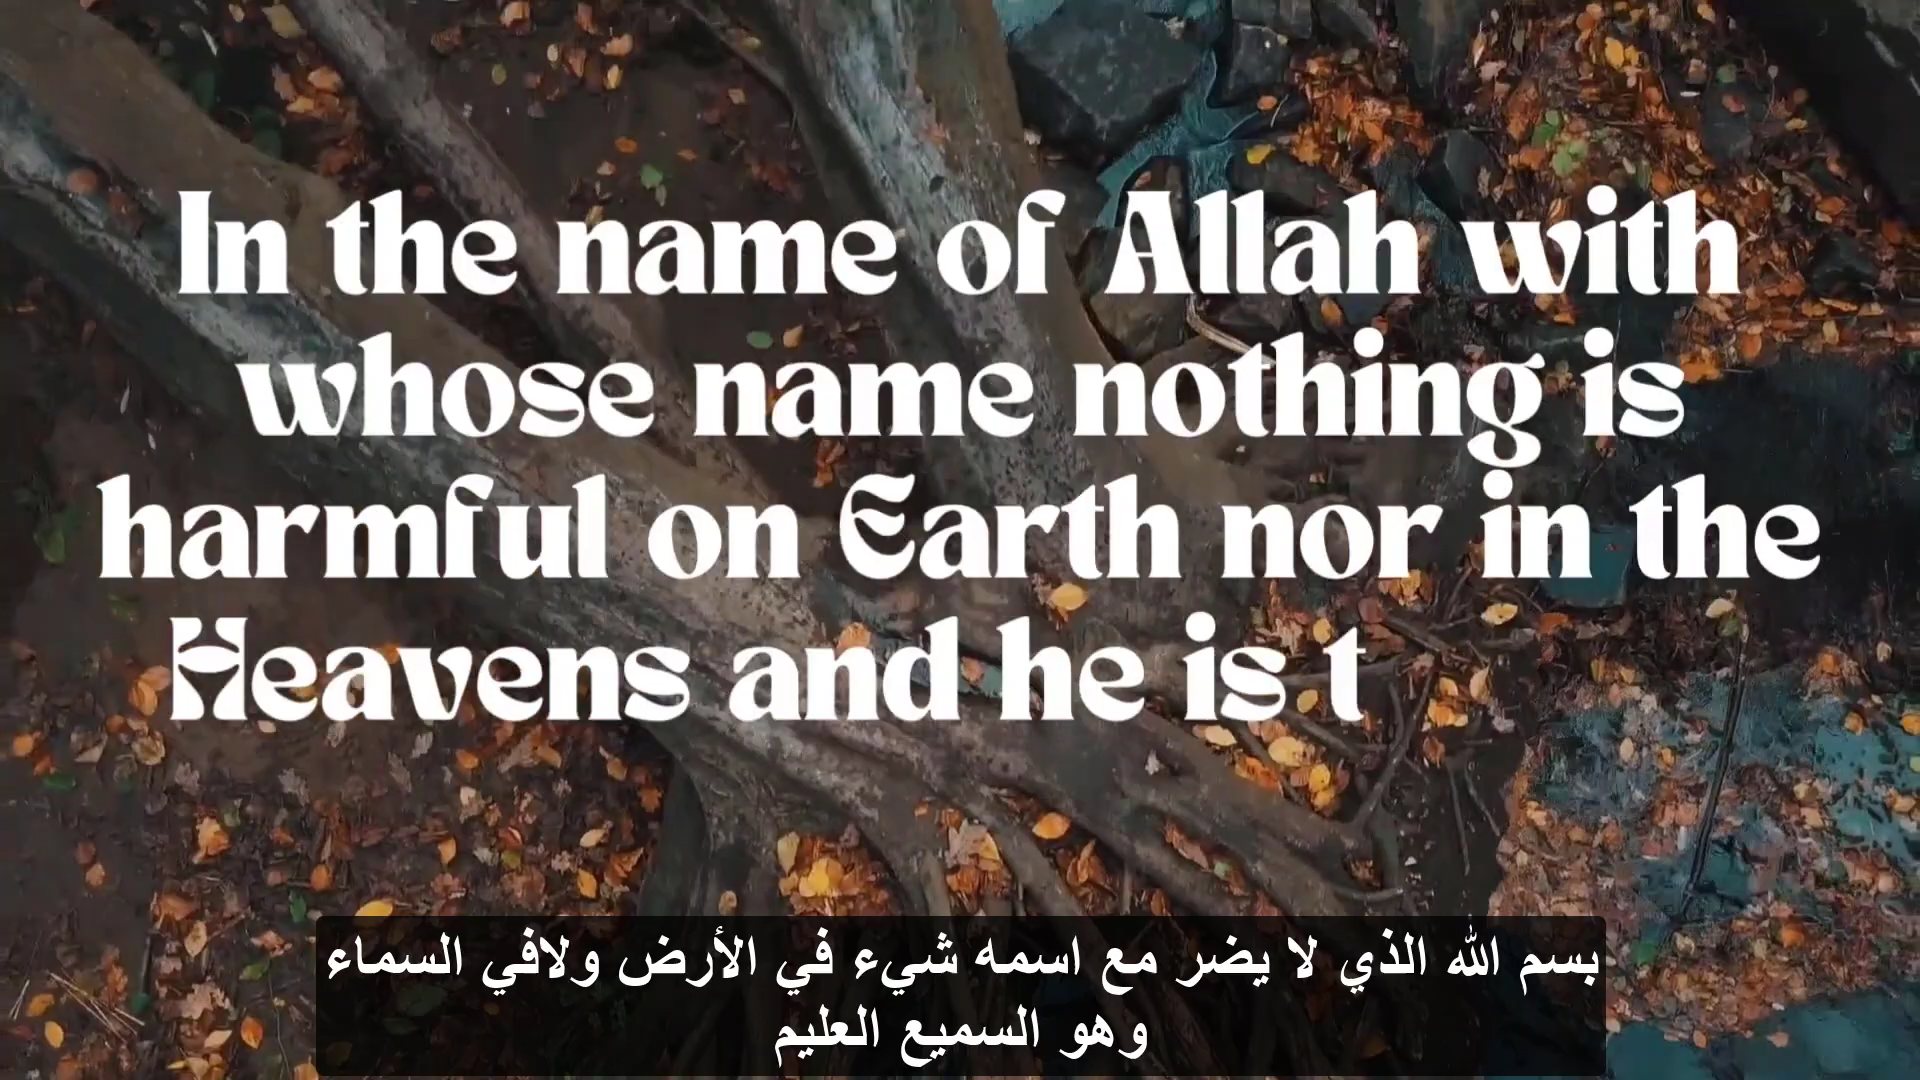 In the name of Allah with
whose name nothing is
harmful on Earth nor in the
Heavens and he is t
بسم الله الذي لا يضر مع اسمه شيء في الأرض ولافي السماء
وهو السميع العليم